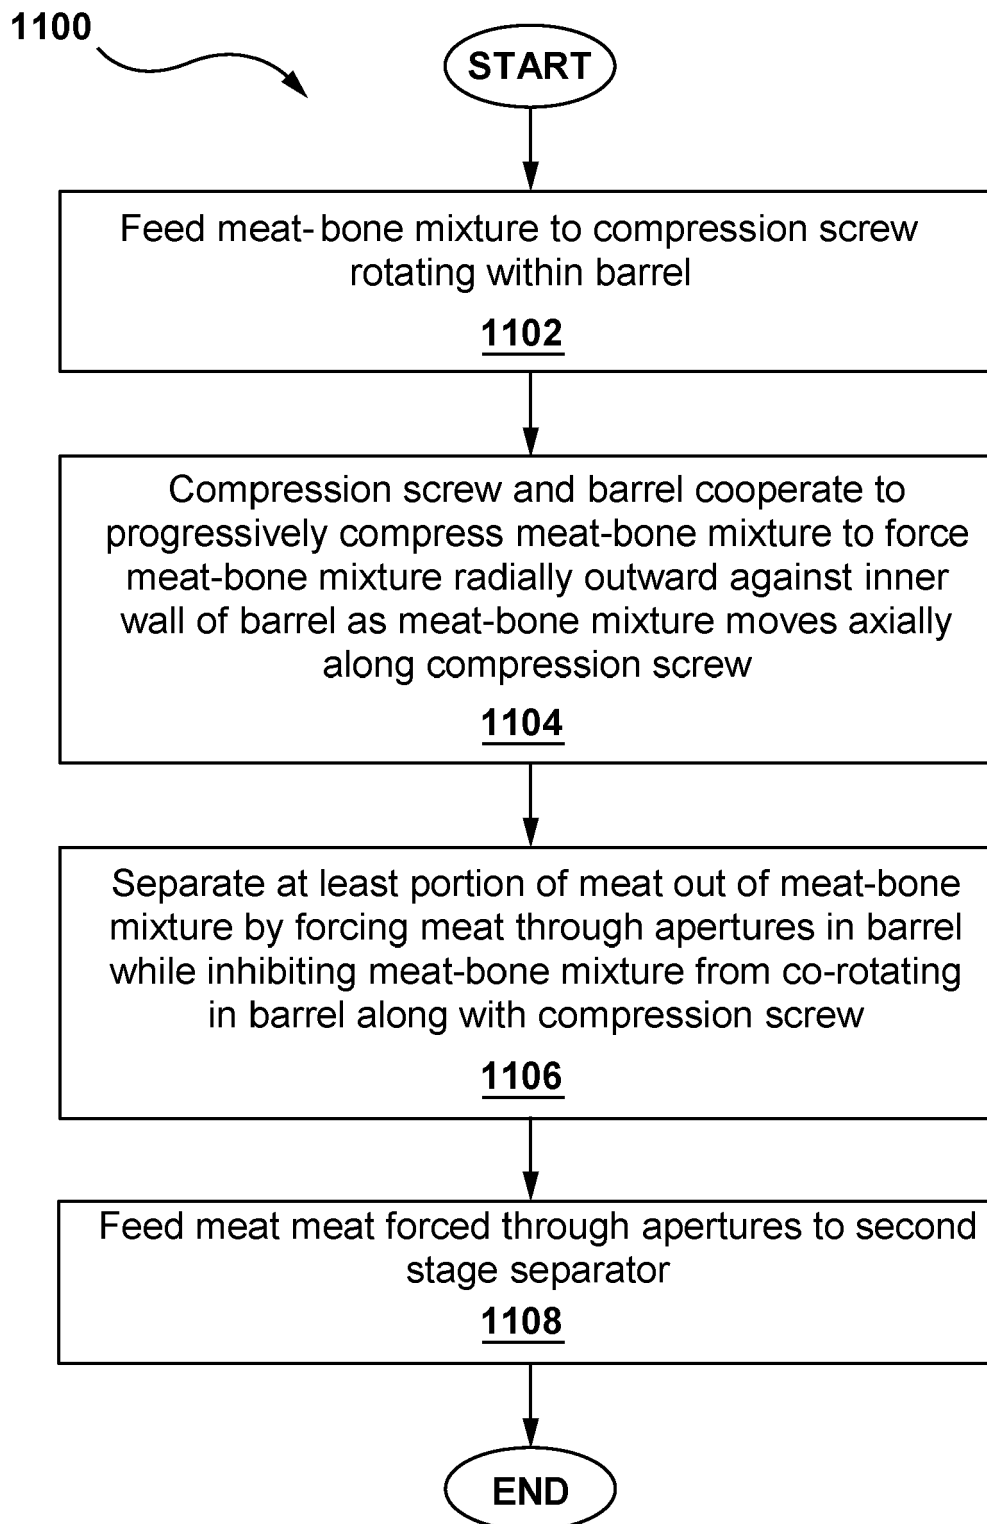 1100
START
Feed meat-bone mixture to compression screw
rotating within barrel
1102
Compression screw and barrel cooperate to
progressively compress meat-bone mixture to force
meat-bone mixture radially outward against inner
wall of barrel as meat-bone mixture moves axially
along compression screw
1104
Separate at least portion of meat out of meat-bone
mixture by forcing meat through apertures in barrel
while inhibiting meat-bone mixture from co-rotating
in barrel along with compression screw
1106
Feed meat meat forced through apertures to second
stage separator
1108
END